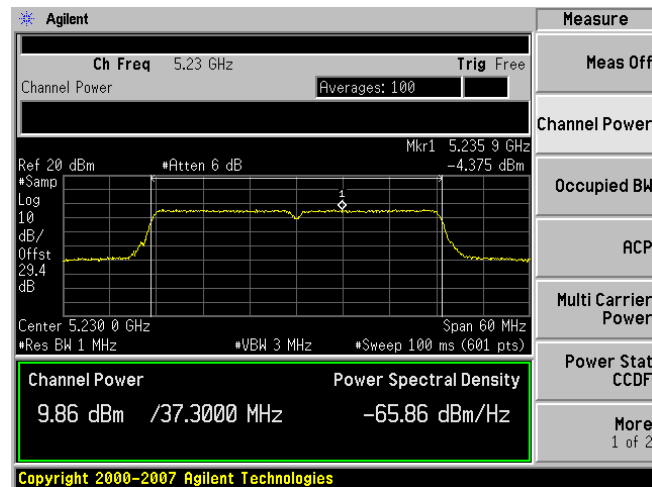 Agilent
Measure
Ch Freq 5.23 GHz Trig Free
Meas Off
Channel Power Averages: 100
Channel Power
Mkr1 5.235 9 GHz
Ref 20 dBm #Atten 6 dB -4.375 dBm
#Samp
Log
10
dB/
Offst
29.4
dB
1
Occupied BW
ACP
Multi Carrier
Power
Center 5.230 0 GHz Span 60 MHz
#Res BW 1 MHz #VBW 3 MHz #Sweep 100 ms (601 pts)
Power Stat
CCDF
Channel Power Power Spectral Density
9.86 dBm /37.3000 MHz -65.86 dBm/Hz
More
1 of 2
Copyright 2000-2007 Agilent Technologies